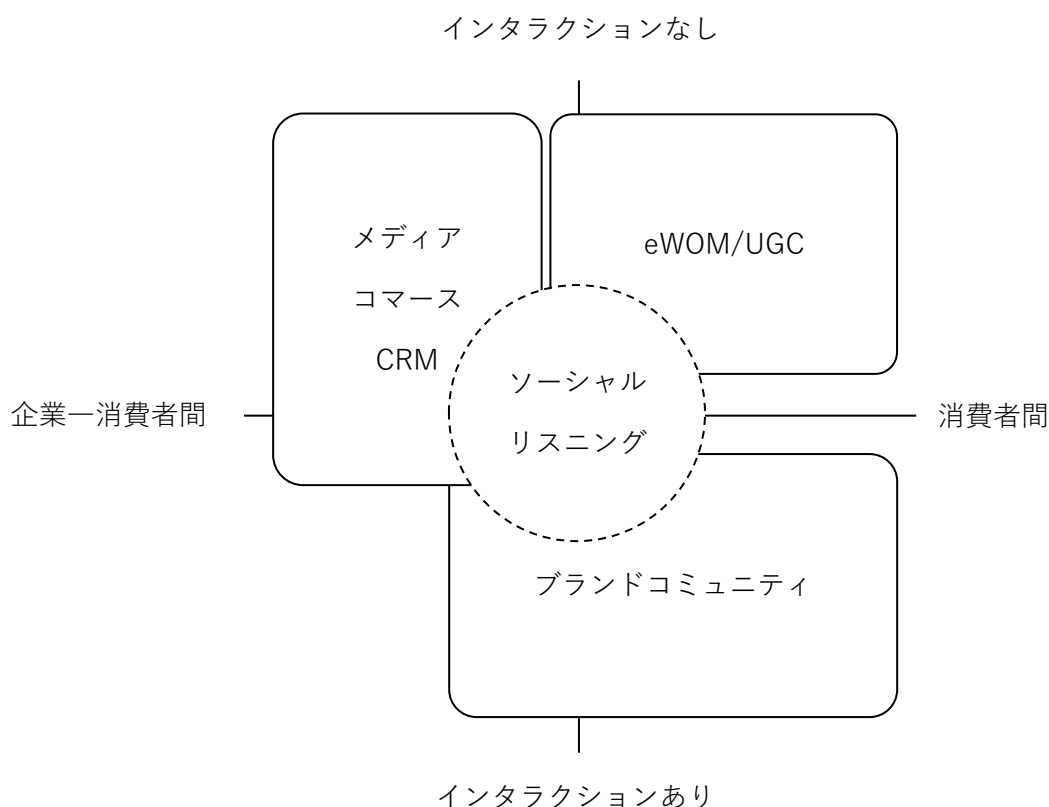 インタラクションなし
メディア
コマース
CRM
eWOM/UGC
ソーシャル
リスニング
企業―消費者間
消費者間
ブランドコミュニティ
インタラクションあり